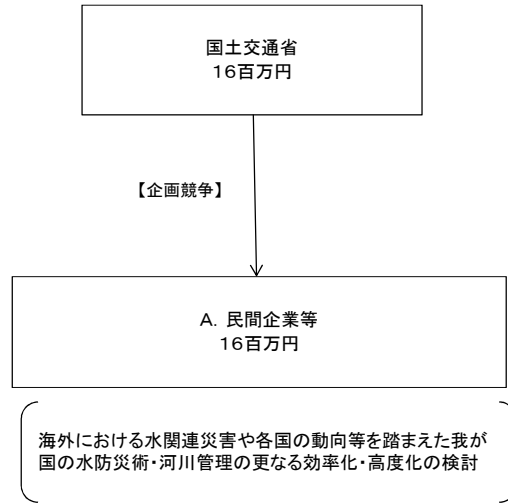 国土交通省
16百万円
【企画競争】
A. 民間企業等
16百万円
海外における水関連災害や各国の動向等を踏まえた我が
国の水防災術・河川管理の更なる効率化・高度化の検討